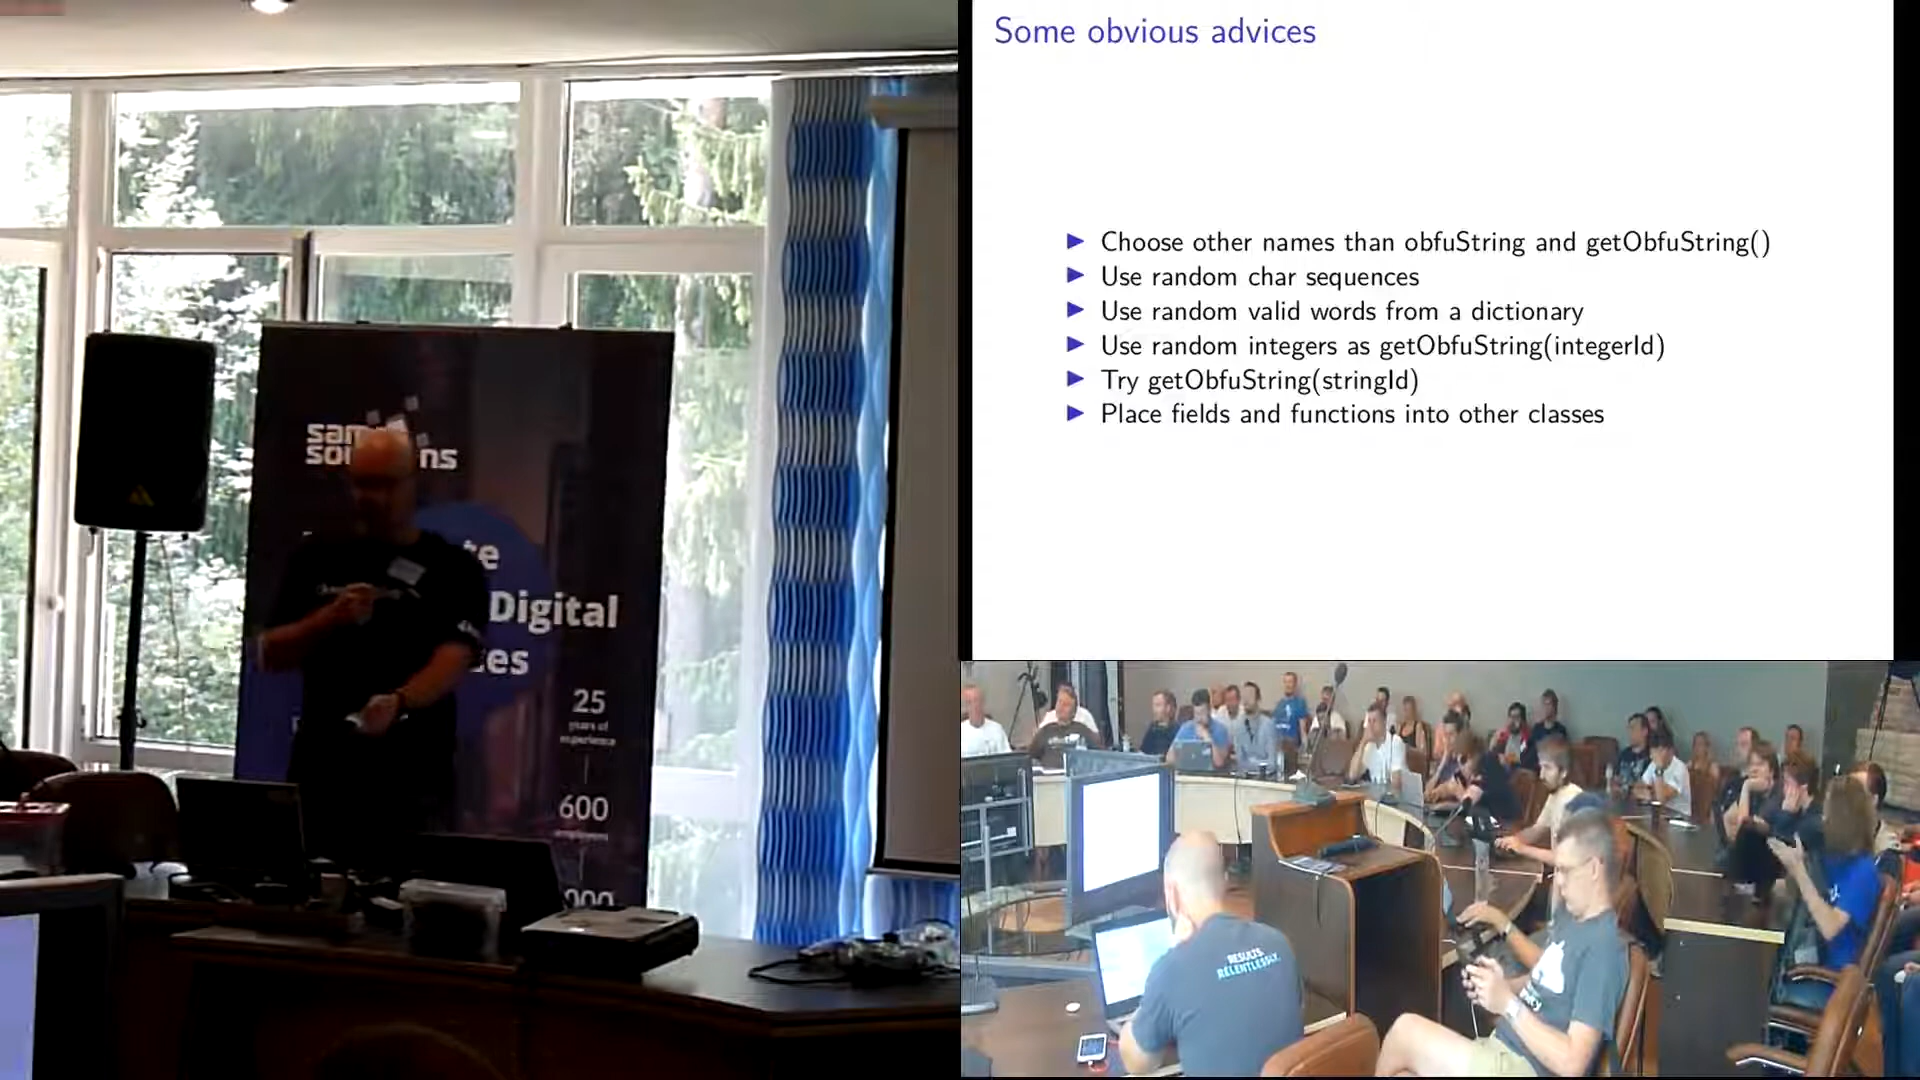 Some obvious advices
Choose other names than obfuString and getObfuString()
Use random char sequences
Use random valid words from a dictionary
Use random integers as getObfuString(integerId)
Try getObfuString(stringId)
Place fields and functions into other classes
Digital
25
years of
experience
600
employees
RESULTS.
RELENTLESSLY.